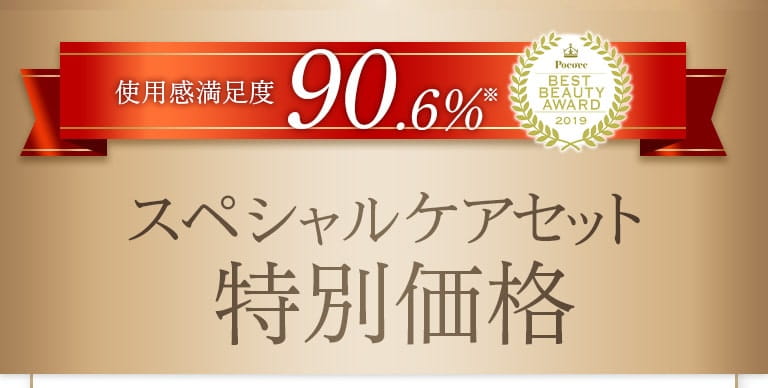 使用感満足度 90.6%※
Pocoʼce
BEST
BEAUTY
AWARD
2019
スペシャルケアセット
特別価格